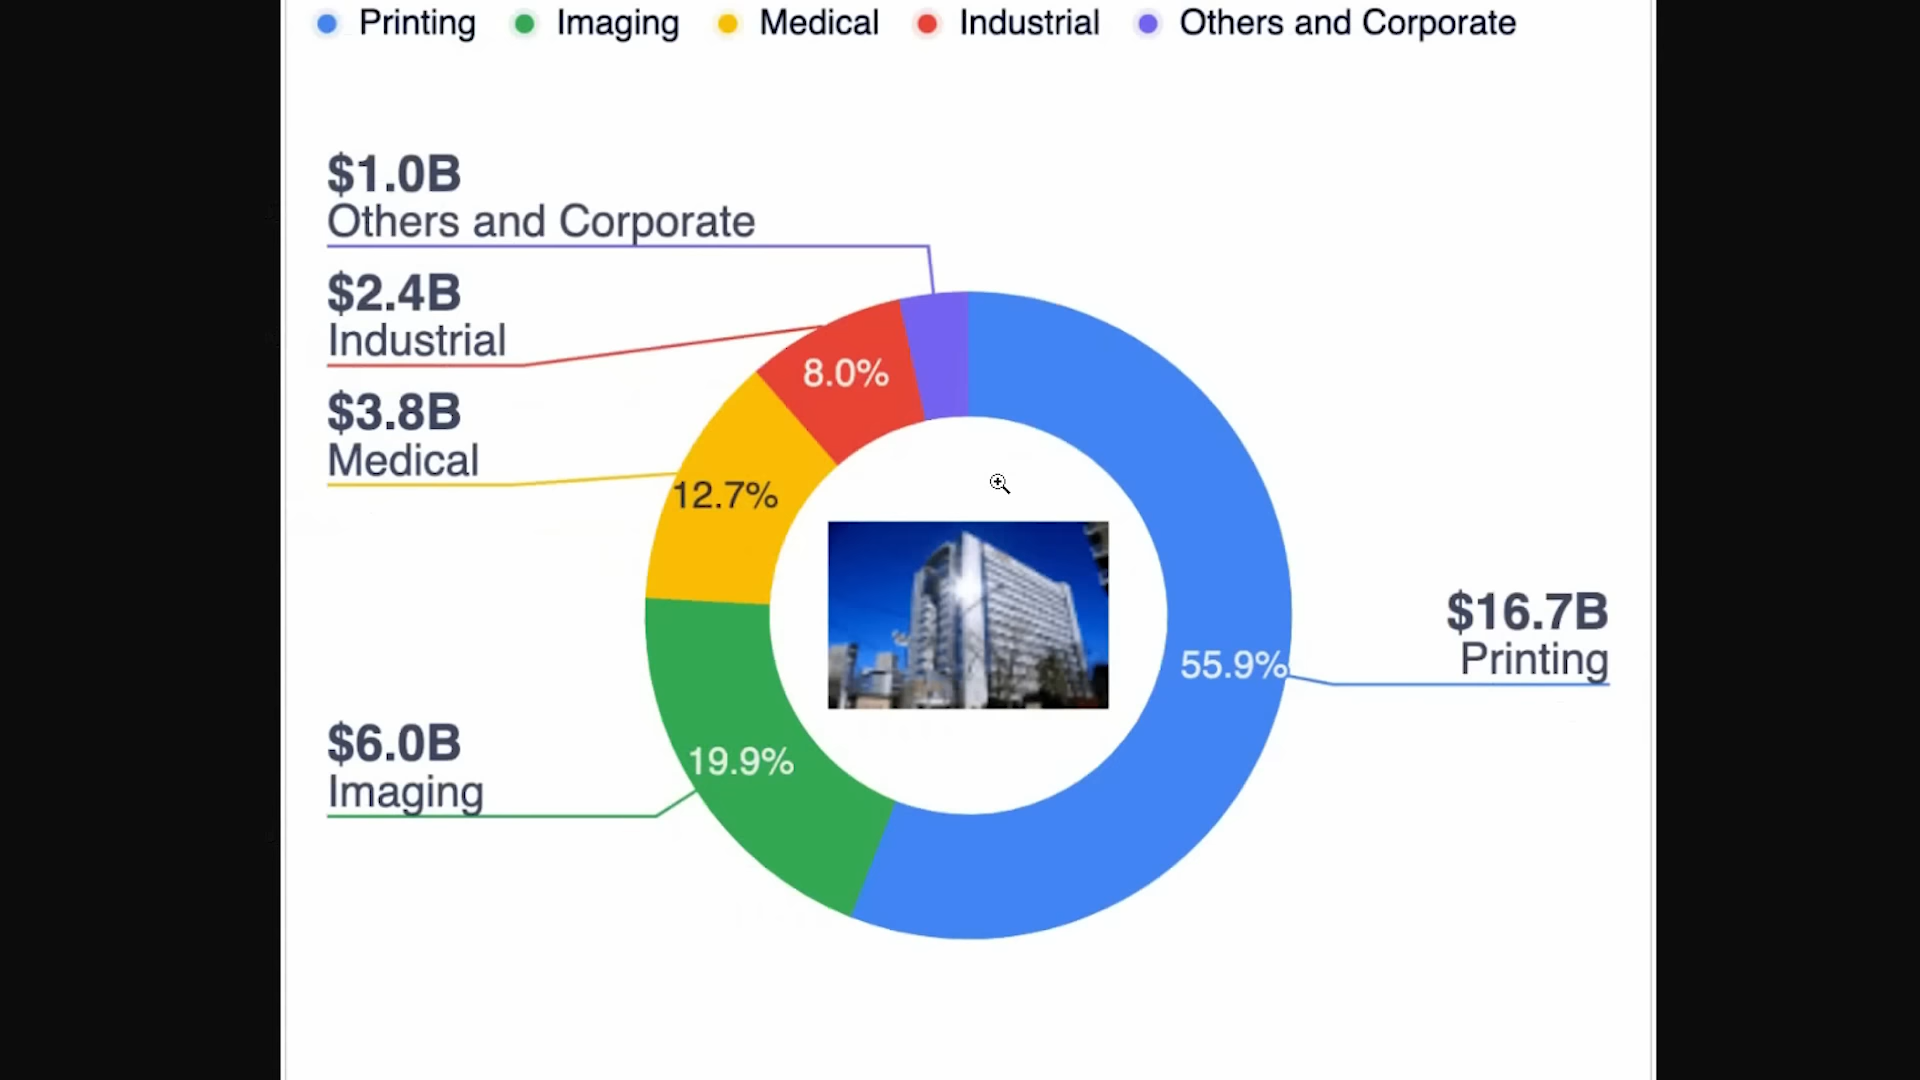 Printing Imaging Medical Industrial Others and Corporate
$1.0B
Others and Corporate
$2.4B
Industrial
8.0%
$3.8B
Medical
12.7%
$16.7B
Printing
55.9%
$6.0B
Imaging
19.9%